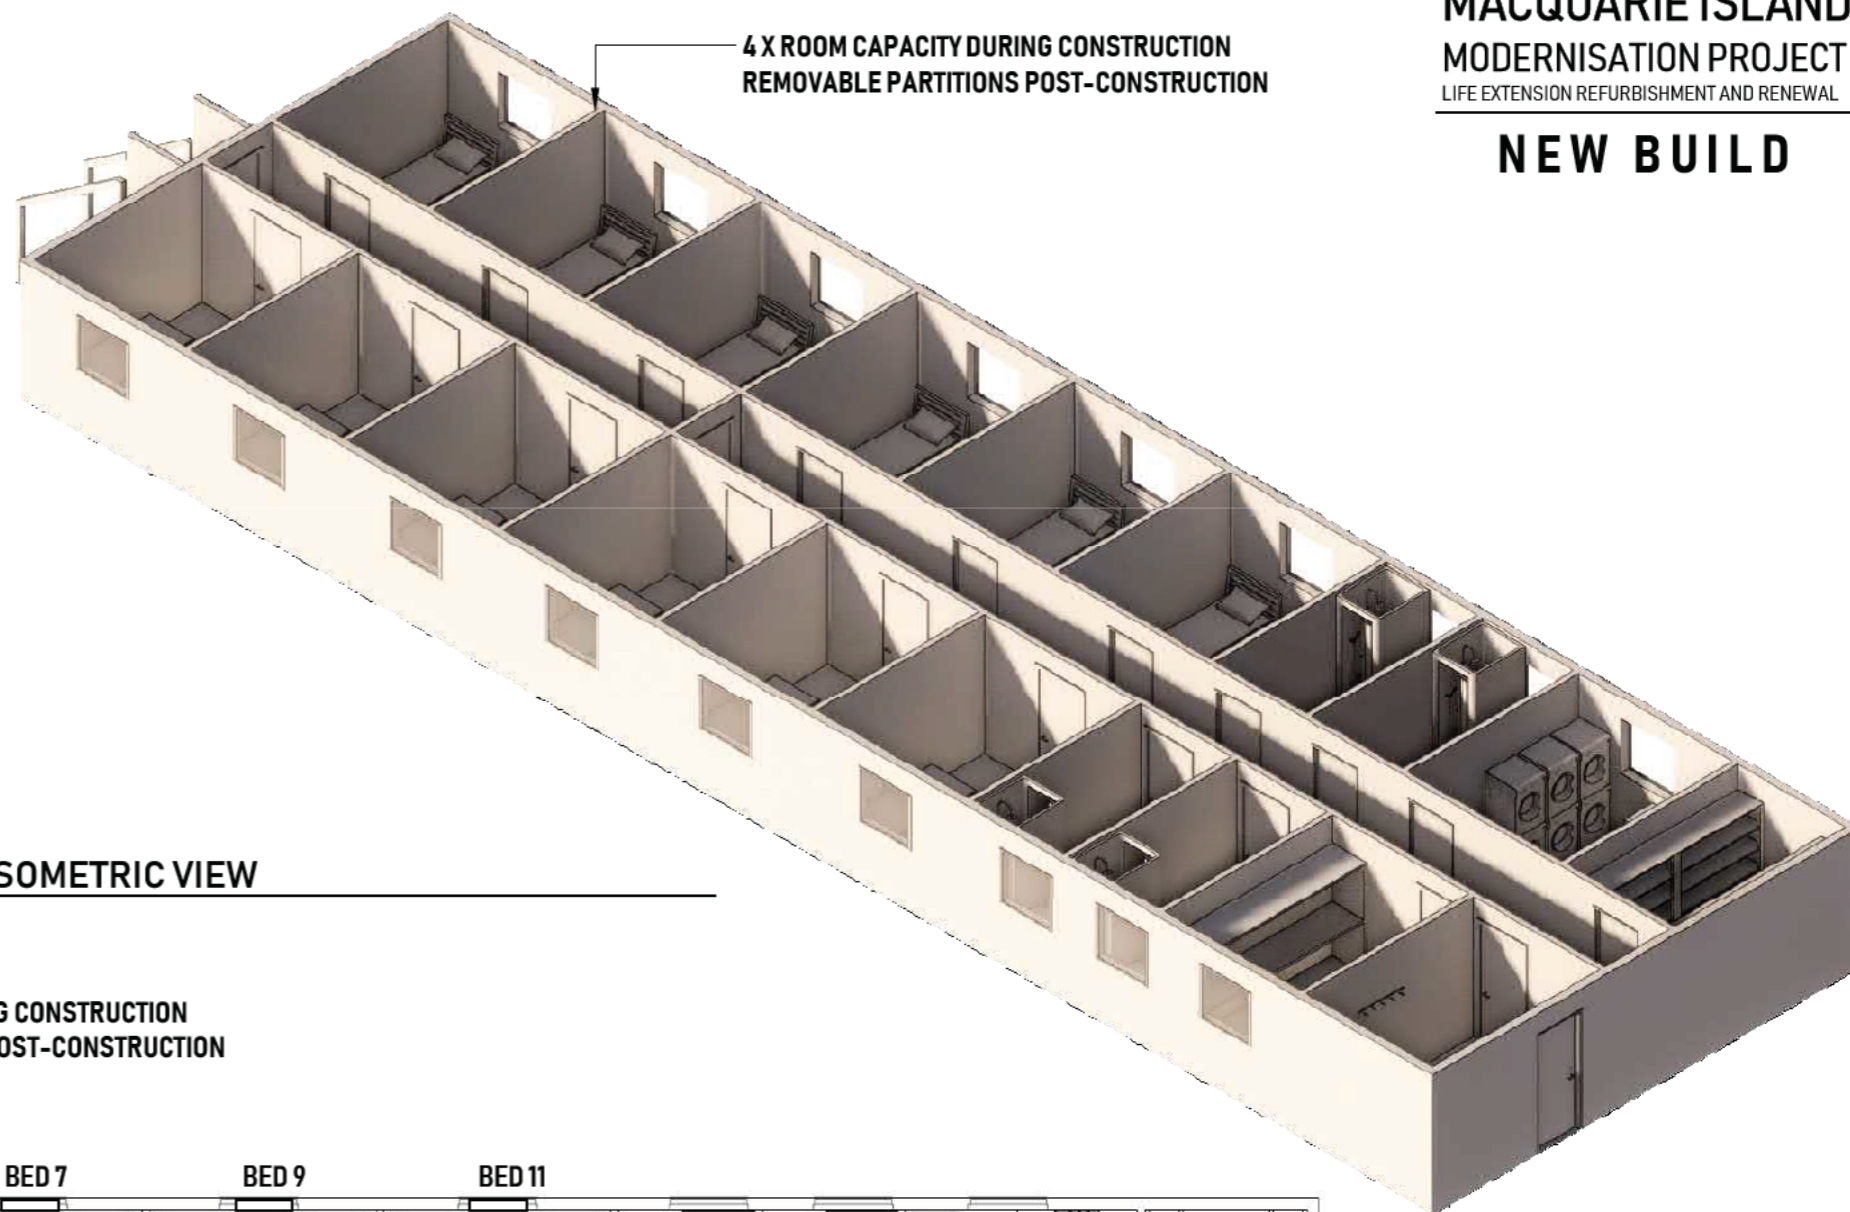 MACQUARIE ISLAND
MODERNISATION PROJECT
LIFE EXTENSION REFURBISHMENT AND RENEWAL
NEW BUILD
4 X ROOM CAPACITY DURING CONSTRUCTION
REMOVABLE PARTITIONS POST-CONSTRUCTION
SOMETRIC VIEW
G CONSTRUCTION
OST-CONSTRUCTION
BED 7
BED 9
BED 11